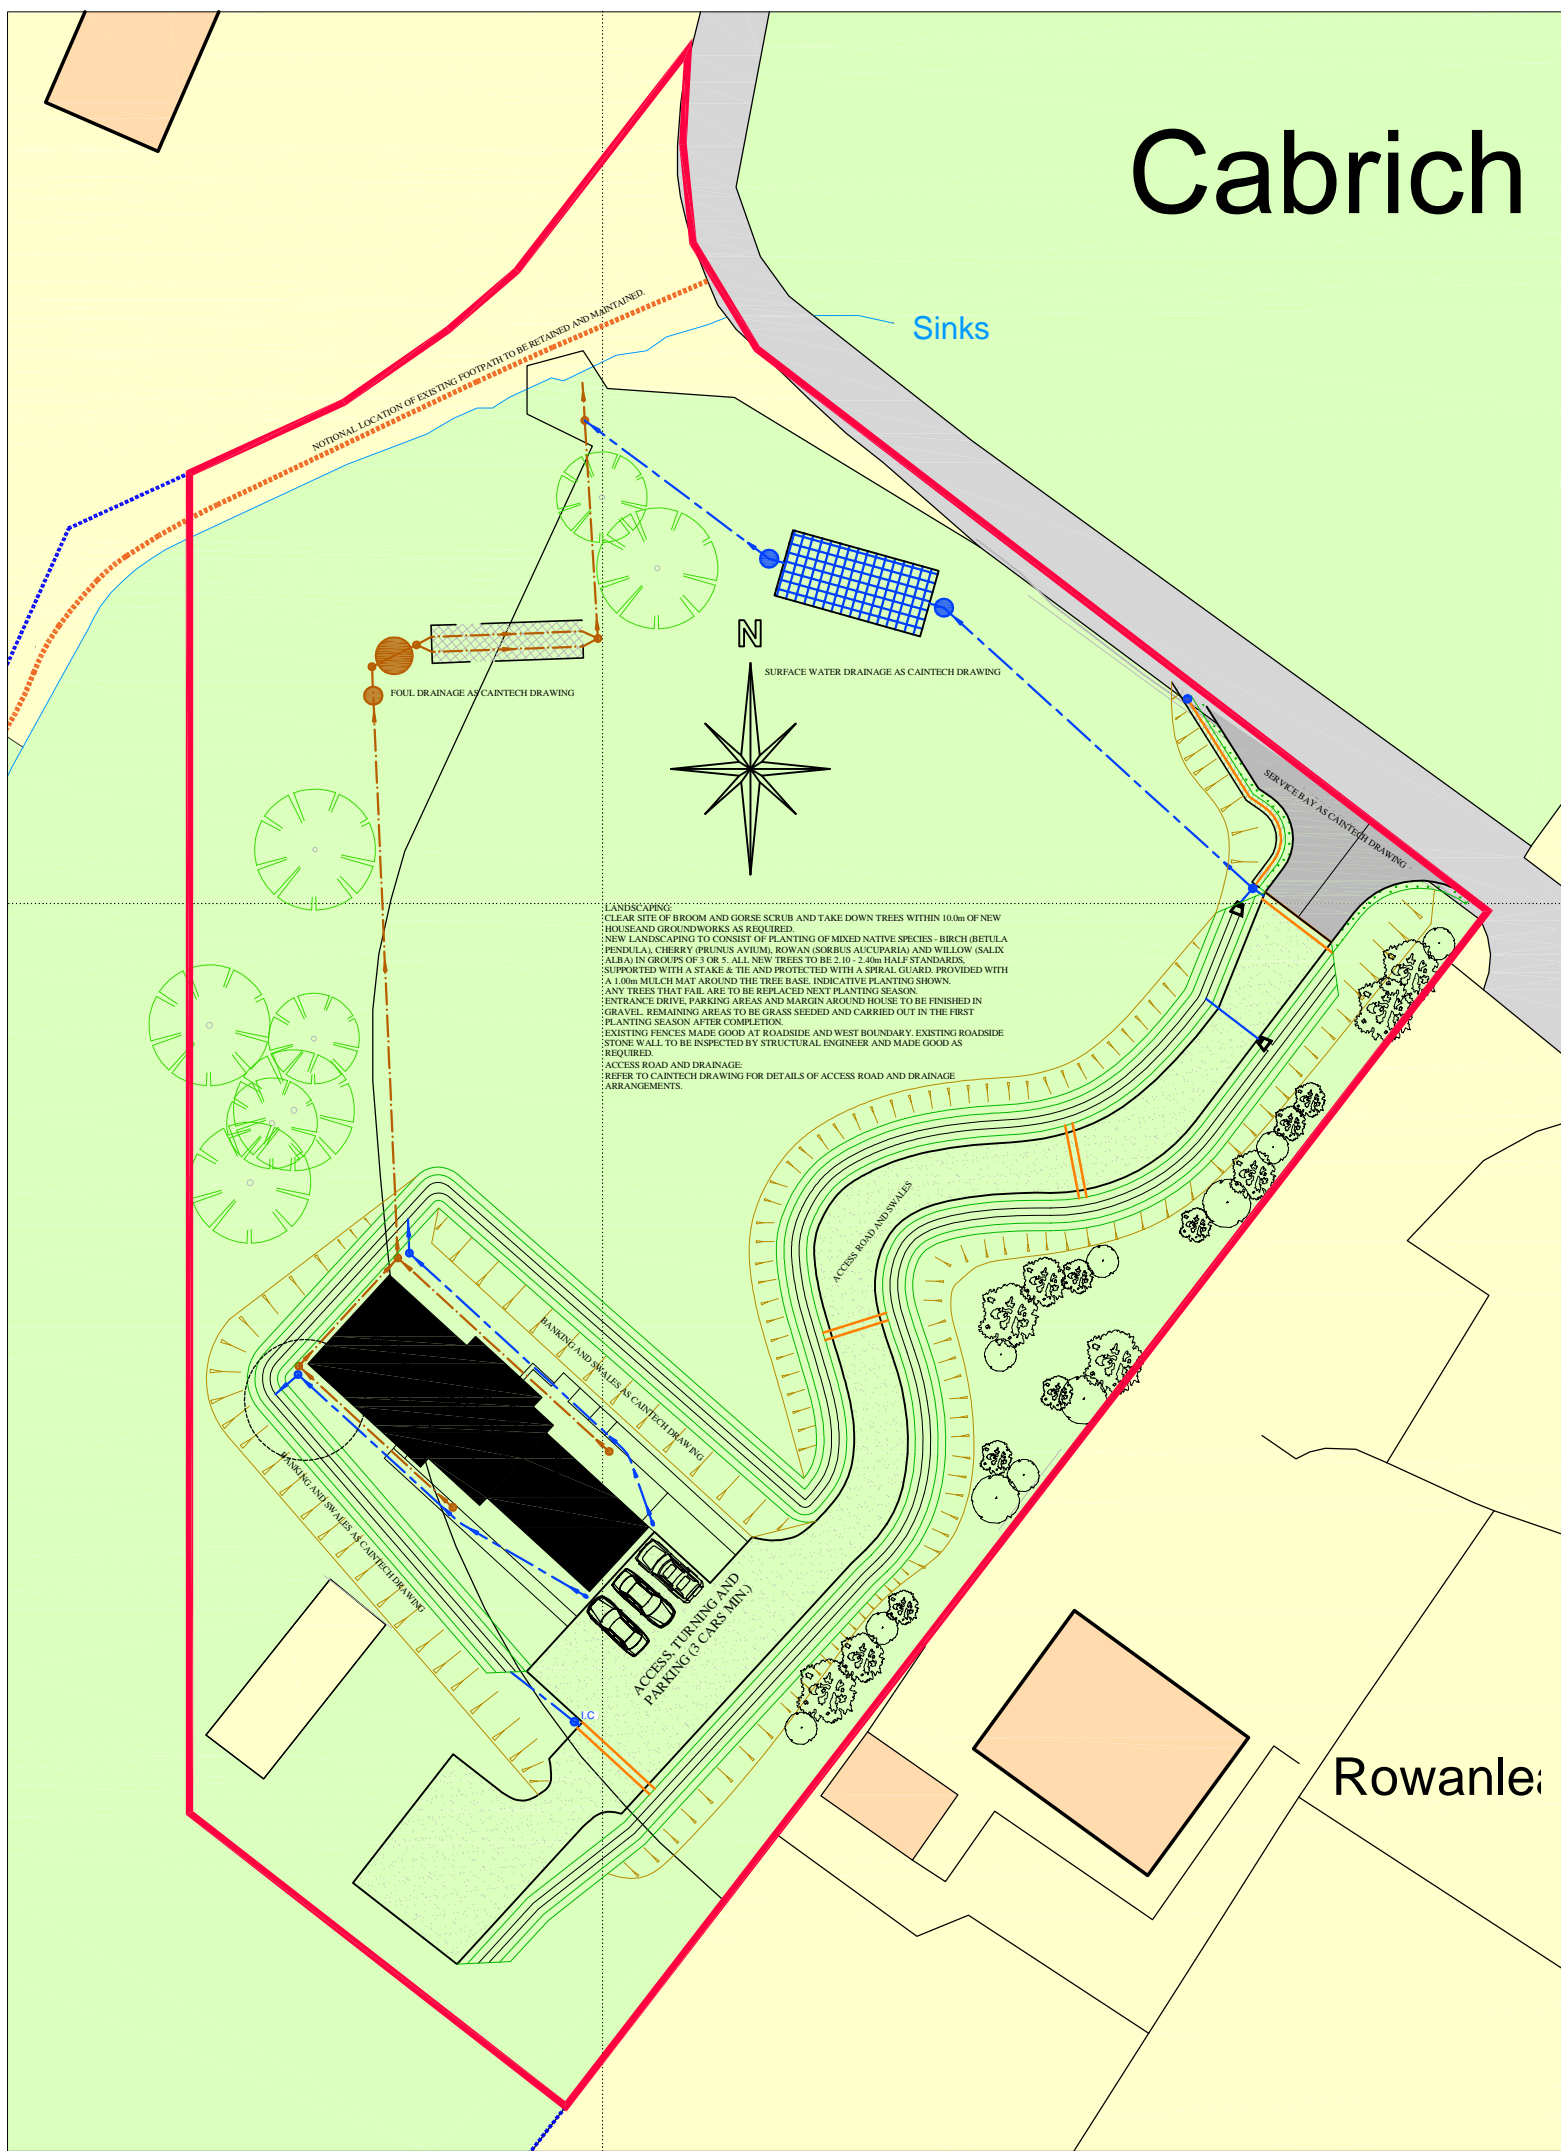 Cabrich
Sinks
NOTIONAL LOCATION OF EXISTING FOOTPATH TO BE RETAINED AND MAINTAINED.
N
SURFACE WATER DRAINAGE AS CAINTECH DRAWING
FOUL DRAINAGE AS CAINTECH DRAWING
SERVICE BAY AS CAINTECH DRAWING
LANDSCAPING:
CLEAR SITE OF BROOM AND GORSE SCRUB AND TAKE DOWN TREES WITHIN 10.0m OF NEW
HOUSEAND GROUNDWORKS AS REQUIRED.
NEW LANDSCAPING TO CONSIST OF PLANTING OF MIXED NATIVE SPECIES - BIRCH (BETULA
PENDULA), CHERRY (PRUNUS AVIUM), ROWAN (SORBUS AUCUPARIA) AND WILLOW (SALIX
ALBA) IN GROUPS OF 3 OR 5. ALL NEW TREES TO BE 2.10 - 2.40m HALF STANDARDS,
SUPPORTED WITH A STAKE & TIE AND PROTECTED WITH A SPIRAL GUARD. PROVIDED WITH
A 1.00m MULCH MAT AROUND THE TREE BASE. INDICATIVE PLANTING SHOWN.
ANY TREES THAT FAIL ARE TO BE REPLACED NEXT PLANTING SEASON.
ENTRANCE DRIVE, PARKING AREAS AND MARGIN AROUND HOUSE TO BE FINISHED IN
GRAVEL. REMAINING AREAS TO BE GRASS SEEDED AND CARRIED OUT IN THE FIRST
PLANTING SEASON AFTER COMPLETION.
EXISTING FENCES MADE GOOD AT ROADSIDE AND WEST BOUNDARY. EXISTING ROADSIDE
STONE WALL TO BE INSPECTED BY STRUCTURAL ENGINEER AND MADE GOOD AS
REQUIRED.
ACCESS ROAD AND DRAINAGE:
REFER TO CAINTECH DRAWING FOR DETAILS OF ACCESS ROAD AND DRAINAGE
ARRANGEMENTS.
ACCESS ROAD AND SWALES
BANKING AND SWALES AS CAINTECH DRAWING
BANKING AND SWALES AS CAINTECH DRAWING
ACCESS, TURNING AND
PARKING (3 CARS MIN.)
I.C
Rowanlea